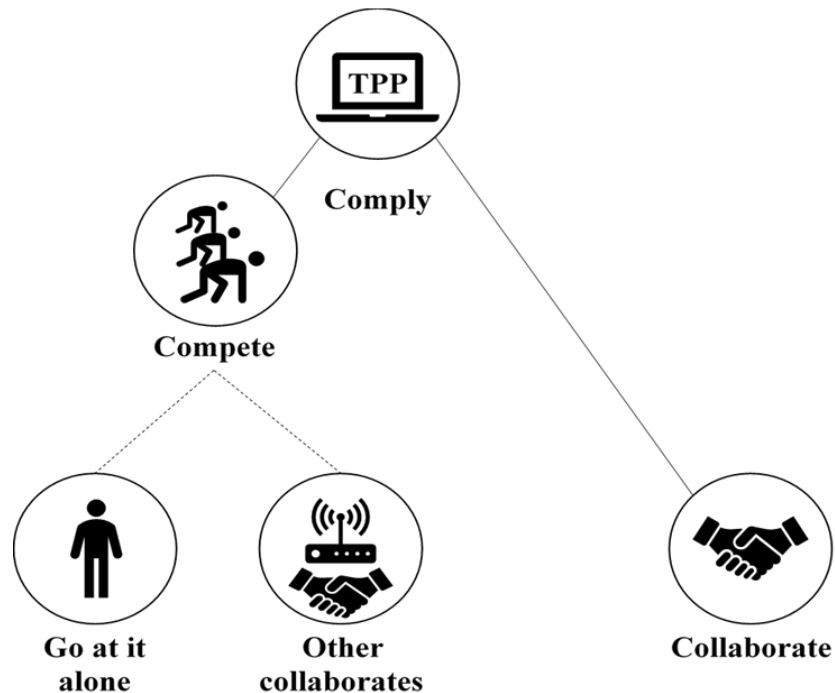 TPP
Comply
Compete
Go at it
alone
Other
collaborates
Collaborate